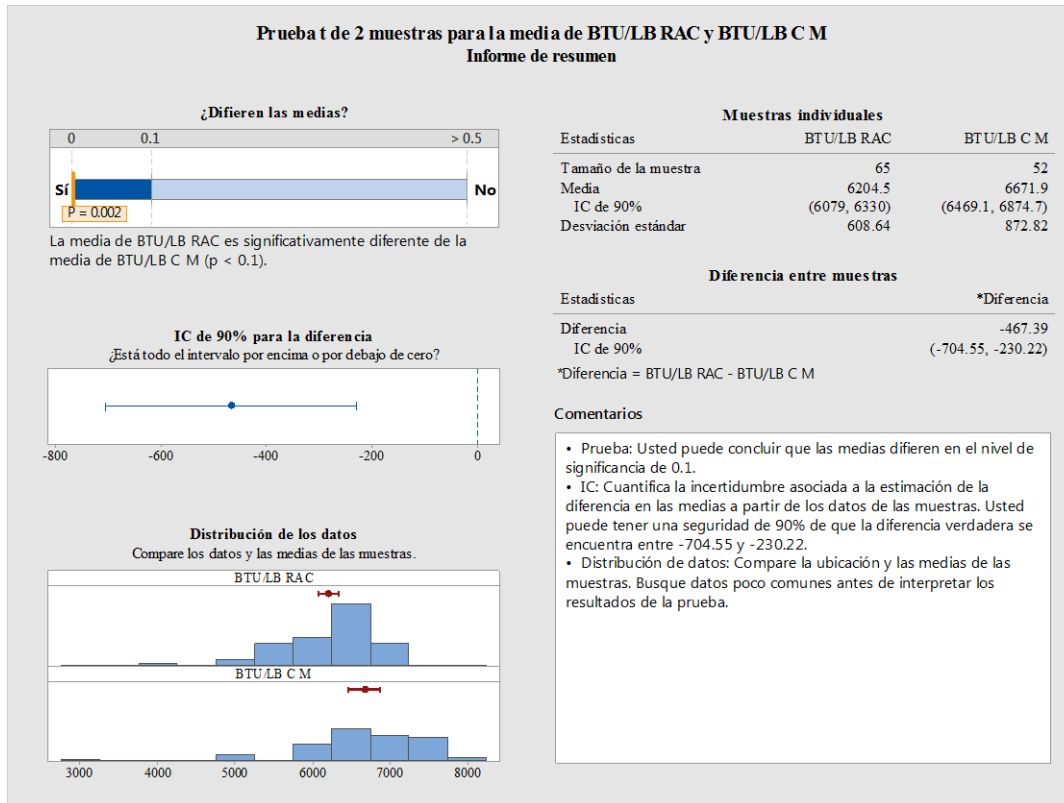 Prueba t de 2 muestras para la media de BTU/LB RAC y BTU/LB C M
Informe de resumen
¿Difieren las medias?
0 0.1 > 0.5
Sí No
P = 0.002
La media de BTU/LB RAC es significativamente diferente de la
media de BTU/LB C M (p < 0.1).
IC de 90% para la diferencia
¿Está todo el intervalo por encima o por debajo de cero?
-800 -600 -400 -200 0
Distribución de los datos
Compare los datos y las medias de las muestras.
BTU/LB RAC
BTU/LB C M
3000 4000 5000 6000 7000 8000
Muestras individuales
Estadísticas BTU/LB RAC BTU/LB C M
Tamaño de la muestra 65 52
Media 6204.5 6671.9
IC de 90% (6079, 6330) (6469.1, 6874.7)
Desviación estándar 608.64 872.82
Diferencia entre muestras
Estadísticas *Diferencia
Diferencia -467.39
IC de 90% (-704.55, -230.22)
*Diferencia = BTU/LB RAC - BTU/LB C M
Comentarios
• Prueba: Usted puede concluir que las medias difieren en el nivel de
significancia de 0.1.
• IC: Cuantifica la incertidumbre asociada a la estimación de la
diferencia en las medias a partir de los datos de las muestras. Usted
puede tener una seguridad de 90% de que la diferencia verdadera se
encuentra entre -704.55 y -230.22.
• Distribución de datos: Compare la ubicación y las medias de las
muestras. Busque datos poco comunes antes de interpretar los
resultados de la prueba.